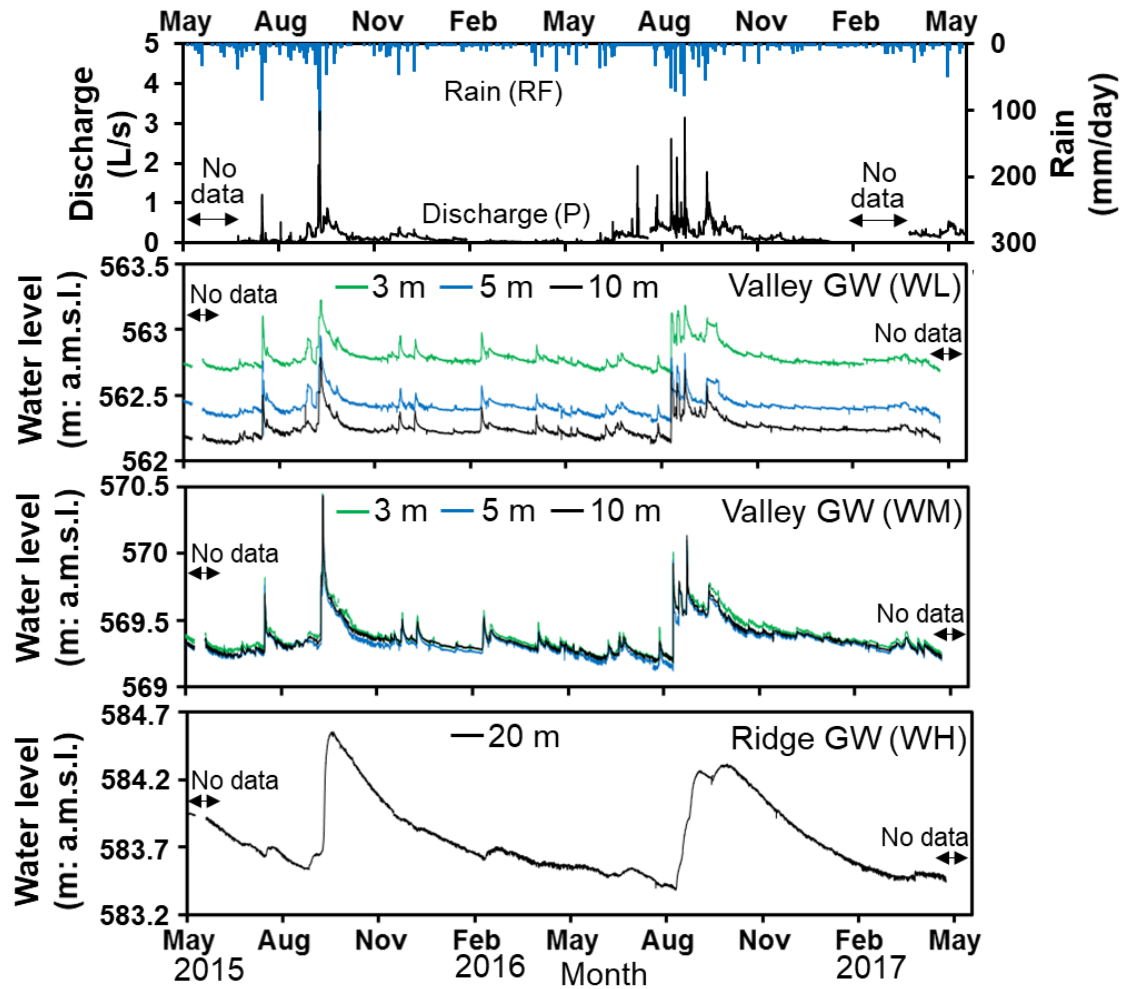 May Aug Nov Feb May Aug Nov Feb May
Discharge
(L/s)
5
4
3
2
1
0
Rain (RF)
No
data
Discharge (P)
No
data
0
100
200
300
Rain
(mm/day)
Water level
(m: a.m.s.l.)
563.5
563
562.5
562
No data
3 m 5 m 10 m
Valley GW (WL)
No data
Water level
(m: a.m.s.l.)
570.5
570
569.5
569
No data
3 m 5 m 10 m
Valley GW (WM)
No data
Water level
(m: a.m.s.l.)
584.7
584.2
583.7
583.2
No data
20 m
Ridge GW (WH)
No data
May Aug Nov Feb May Aug Nov Feb May
2015 2016 Month 2017